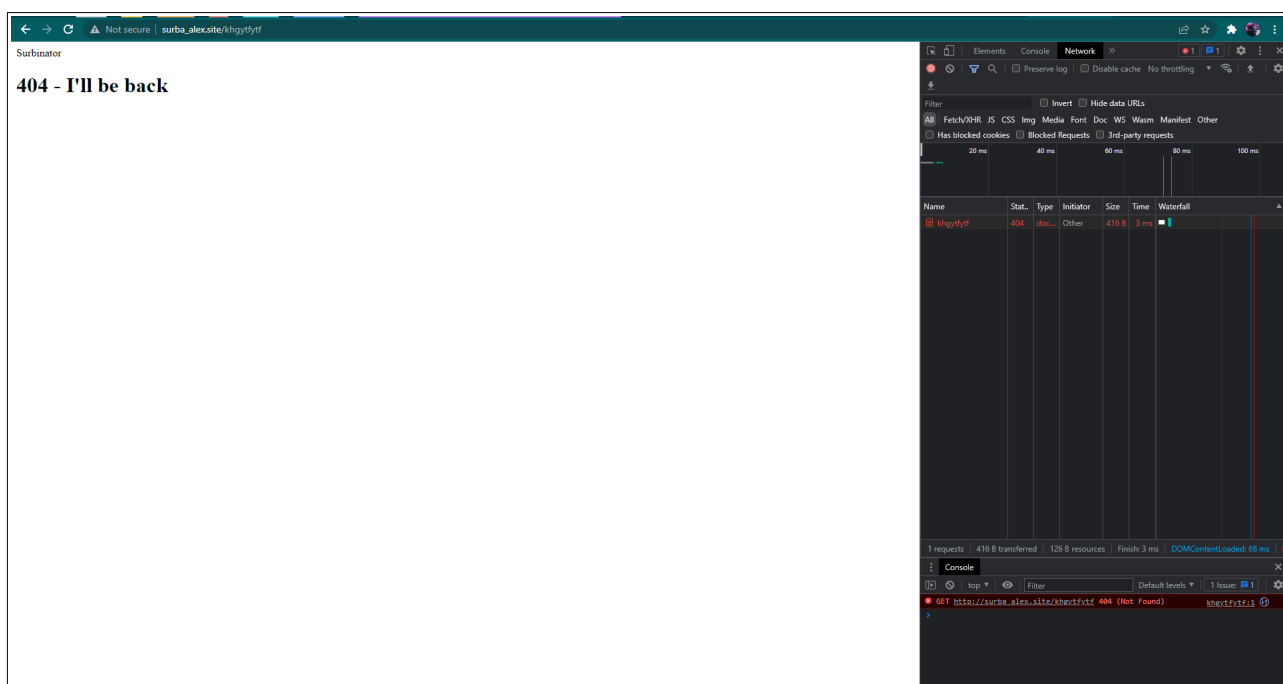 Not secure | surba_alex.site/khgytfytf
Surbinator
404 - I'll be back
Elements Console Network »
1 1
Preserve log Disable cache No throttling
Filter Invert Hide data URLs
All Fetch/XHR JS CSS Img Media Font Doc WS Wasm Manifest Other
Has blocked cookies Blocked Requests 3rd-party requests
20 ms 40 ms 60 ms 80 ms 100 ms
Name Stat.. Type Initiator Size Time Waterfall
khgytfytf 404 doc... Other 416 B 3 ms
1 requests 416 B transferred 126 B resources Finish: 3 ms DOMContentLoaded: 68 ms
Console
top Filter Default levels 1 Issue: 1
GET http://surba_alex.site/khgytfytf 404 (Not Found) khgytfytf:1